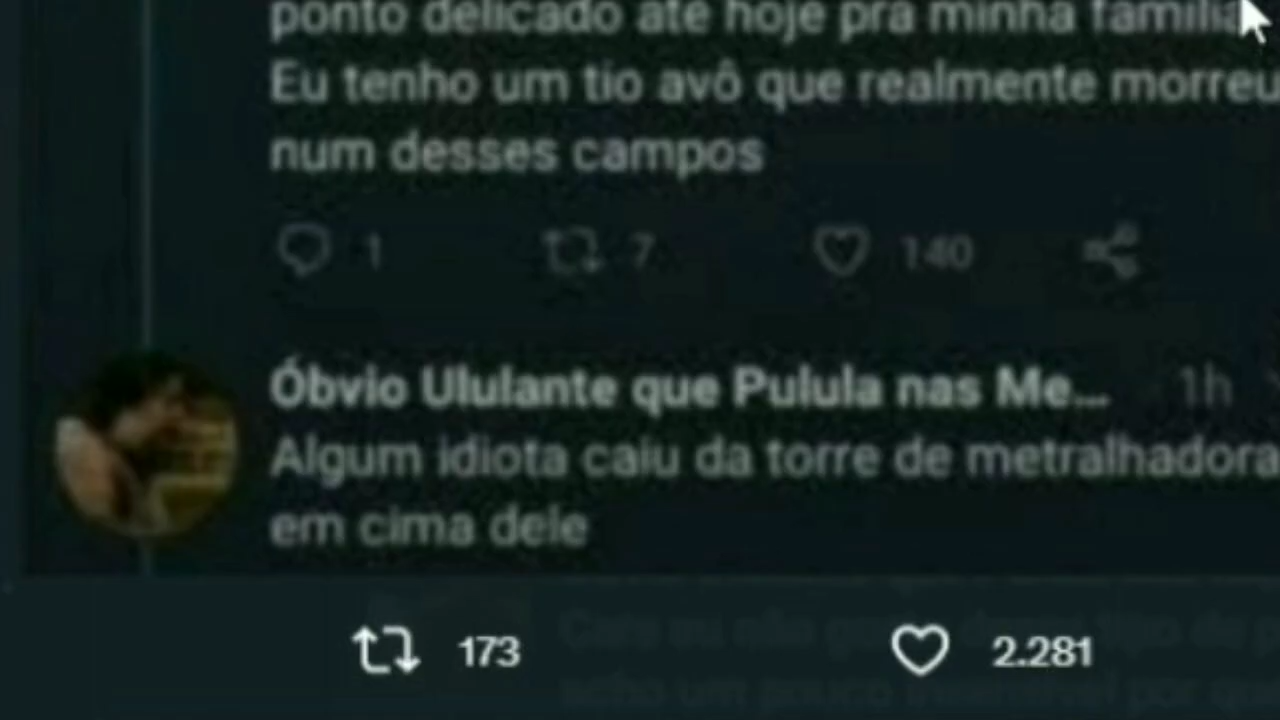 ponto delicado até hoje pra minha família
Eu tenho um tio avô que realmente morreu
num desses campos
1 7 140
Óbvio Ululante que Pulula nas Me... 1h
Algum idiota caiu da torre de metralhadora
em cima dele
173 2.281